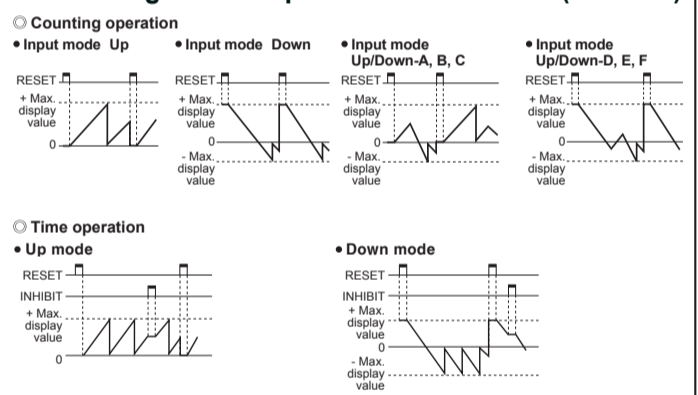 ◎ Counting operation
• Input mode Up
RESET
+ Max.
display
value
0
• Input mode Down
RESET
+ Max.
display
value
0
- Max.
display
value
• Input mode
Up/Down-A, B, C
RESET
+ Max.
display
value
0
- Max.
display
value
• Input mode
Up/Down-D, E, F
RESET
+ Max.
display
value
0
- Max.
display
value
◎ Time operation
• Up mode
RESET
INHIBIT
+ Max.
display
value
0
• Down mode
RESET
INHIBIT
+ Max.
display
value
0
- Max.
display
value